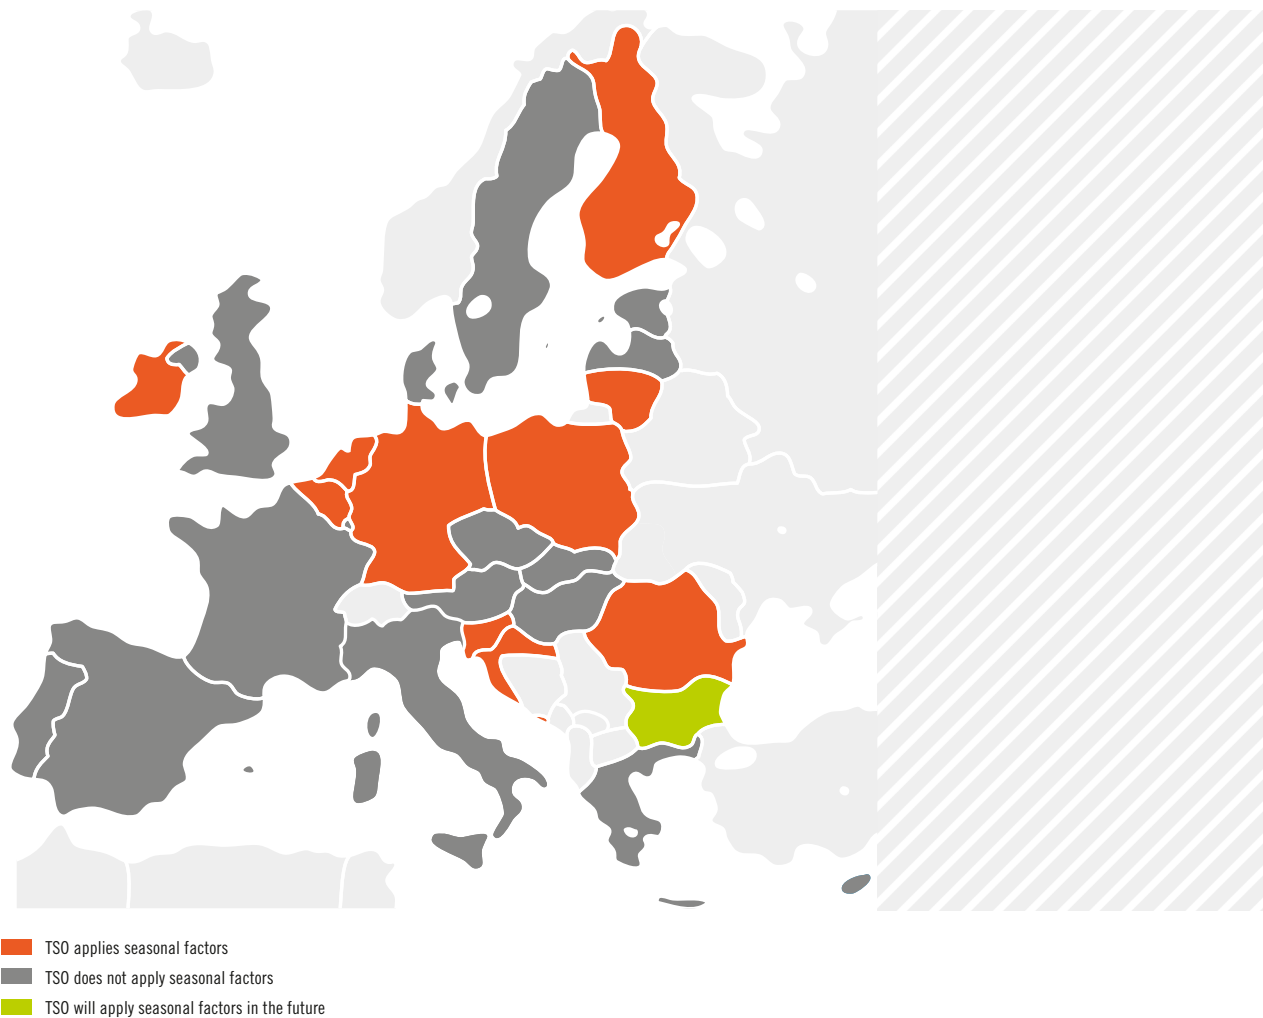 TSO applies seasonal factors
TSO does not apply seasonal factors
TSO will apply seasonal factors in the future